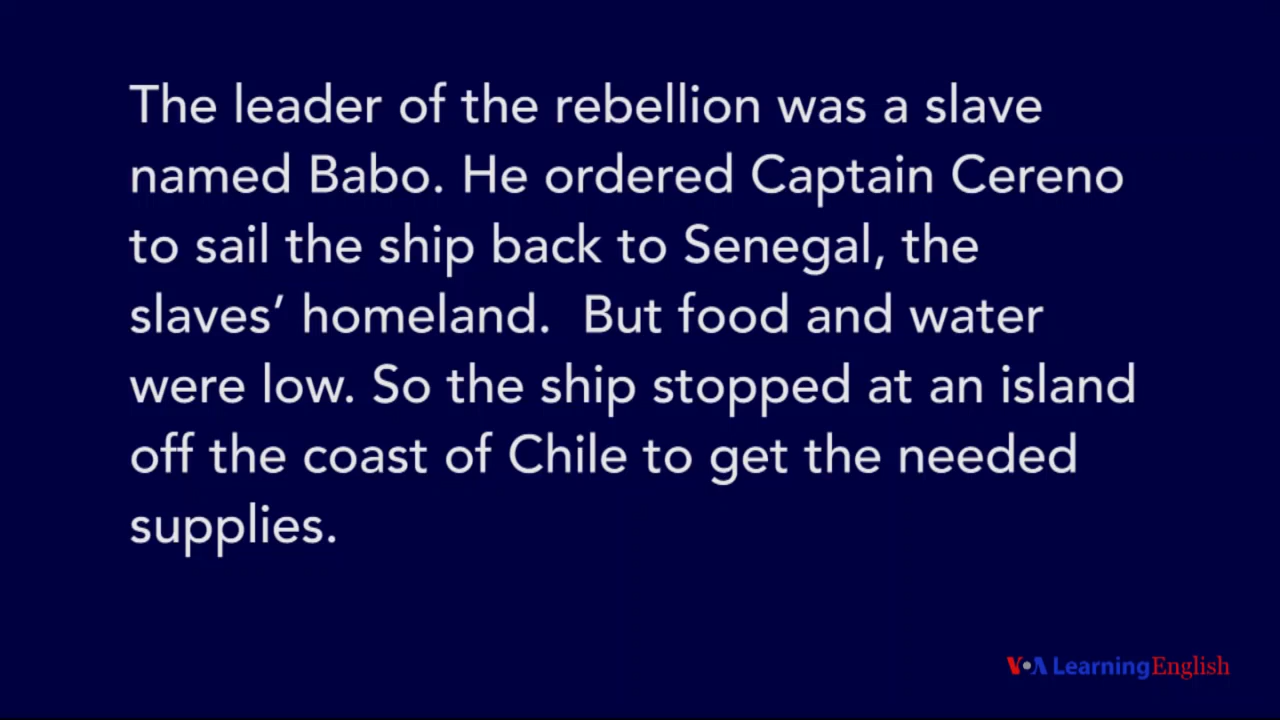 The leader of the rebellion was a slave
named Babo. He ordered Captain Cereno
to sail the ship back to Senegal, the
slaves’ homeland.  But food and water
were low. So the ship stopped at an island
off the coast of Chile to get the needed
supplies.
VOA Learning English